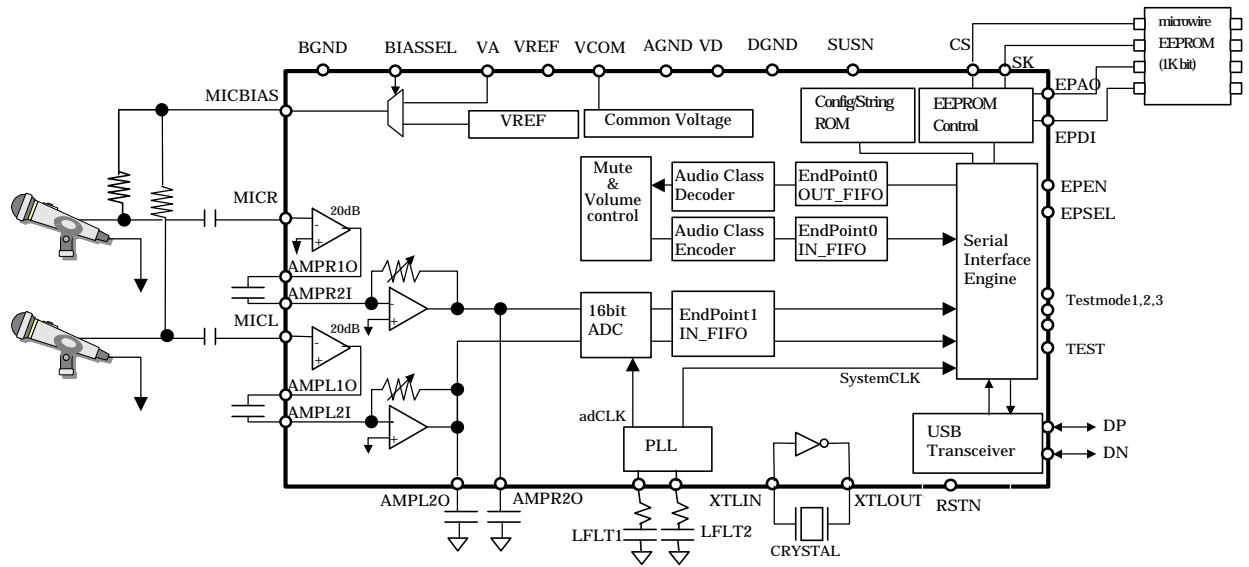 microwire
EEPROM
(1K bit)
BGND
BIASSEL
VA
VREF
VCOM
AGND
VD
DGND
SUSN
CS
SK
EPAO
EPDI
MICBIAS
VREF
Common Voltage
Config/String
ROM
EEPROM
Control
Mute
&
Volume
control
Audio Class
Decoder
EndPoint0
OUT_FIFO
EPEN
EPSEL
MICR
20dB
-
+
Audio Class
Encoder
EndPoint0
IN_FIFO
Serial
Interface
Engine
AMPR1O
AMPR2I
-
+
16bit
ADC
EndPoint1
IN_FIFO
Testmode1,2,3
MICL
20dB
-
+
TEST
SystemCLK
AMPL1O
AMPL2I
-
+
adCLK
PLL
USB
Transceiver
DP
DN
AMPL2O
AMPR2O
XTLIN
XTLOUT
RSTN
LFLT1
LFLT2
CRYSTAL